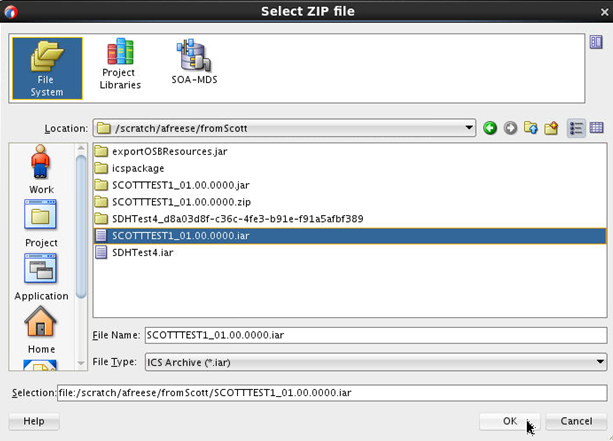 Select ZIP file
File
System
Project
Libraries
SOA-MDS
Location: /scratch/afreese/fromScott
Work
Project
Application
Home
exportOSBResources.jar
icspackage
SCOTTTEST1_01.00.0000.jar
SCOTTTEST1_01.00.0000.zip
SDHTest4_d8a03d8f-c36c-4fe3-b91e-f91a5afbf389
SCOTTTEST1_01.00.0000.iar
SDHTest4.iar
File Name: SCOTTTEST1_01.00.0000.iar
File Type: ICS Archive (*.iar)
Selection: file:/scratch/afreese/fromScott/SCOTTTEST1_01.00.0000.iar
Help OK Cancel